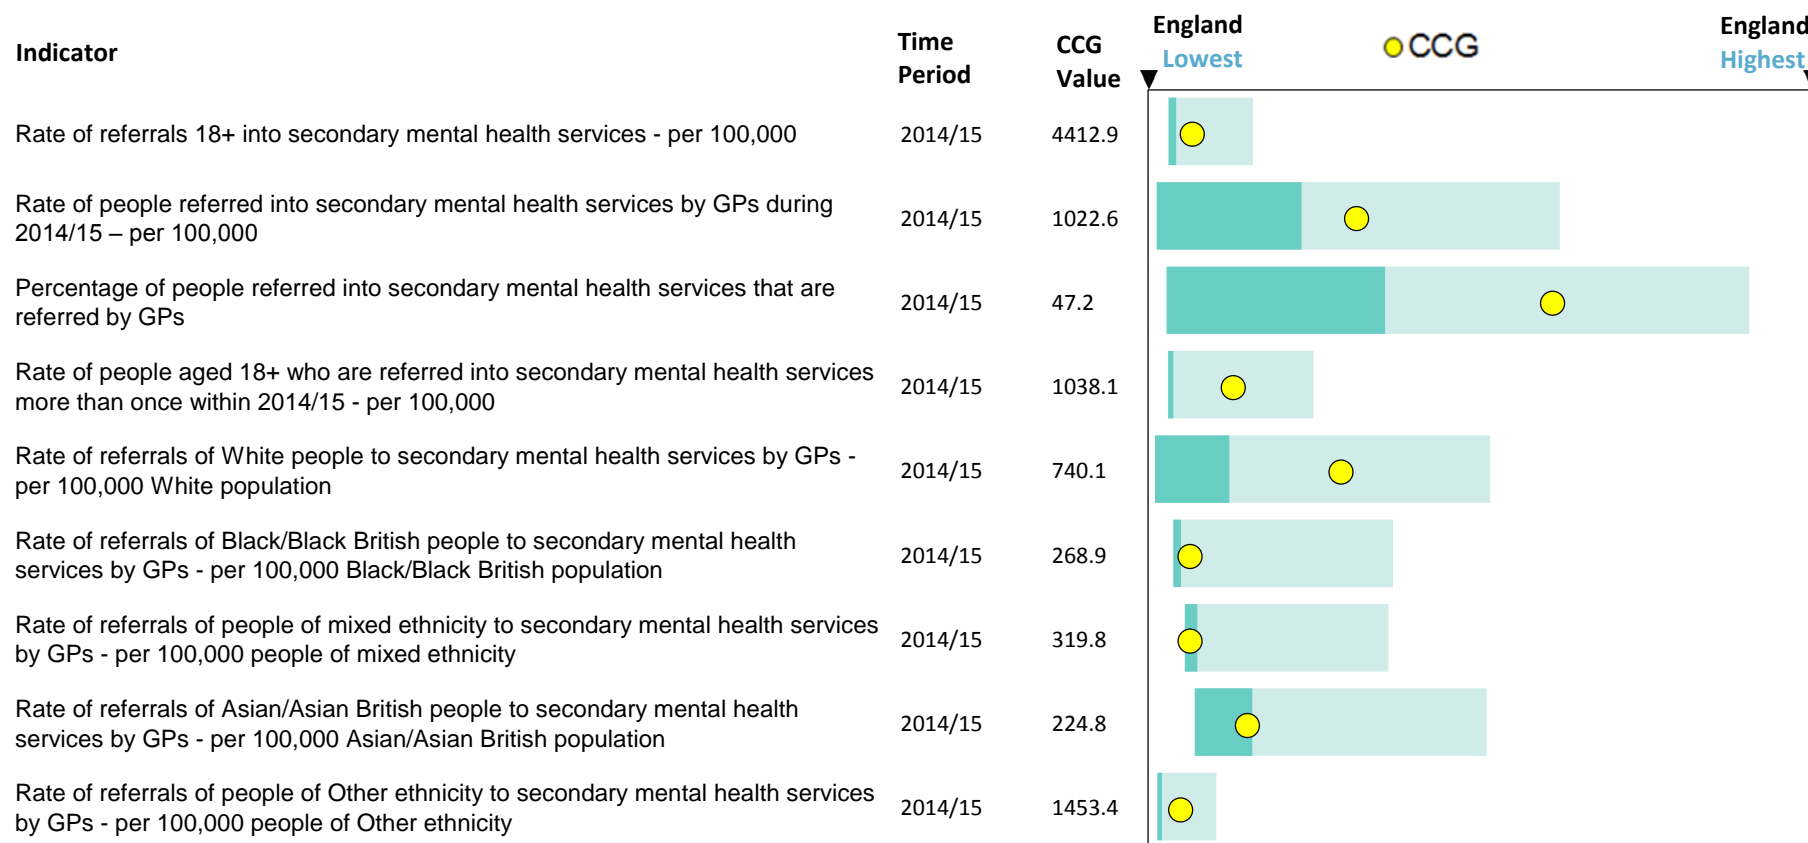 Indicator
Time
Period
CCG
Value
England
Lowest
CCG
England
Highest
Rate of referrals 18+ into secondary mental health services - per 100,000
2014/15
4412.9
Rate of people referred into secondary mental health services by GPs during
2014/15 – per 100,000
2014/15
1022.6
Percentage of people referred into secondary mental health services that are
referred by GPs
2014/15
47.2
Rate of people aged 18+ who are referred into secondary mental health services
more than once within 2014/15 - per 100,000
2014/15
1038.1
Rate of referrals of White people to secondary mental health services by GPs -
per 100,000 White population
2014/15
740.1
Rate of referrals of Black/Black British people to secondary mental health
services by GPs - per 100,000 Black/Black British population
2014/15
268.9
Rate of referrals of people of mixed ethnicity to secondary mental health services
by GPs - per 100,000 people of mixed ethnicity
2014/15
319.8
Rate of referrals of Asian/Asian British people to secondary mental health
services by GPs - per 100,000 Asian/Asian British population
2014/15
224.8
Rate of referrals of people of Other ethnicity to secondary mental health services
by GPs - per 100,000 people of Other ethnicity
2014/15
1453.4